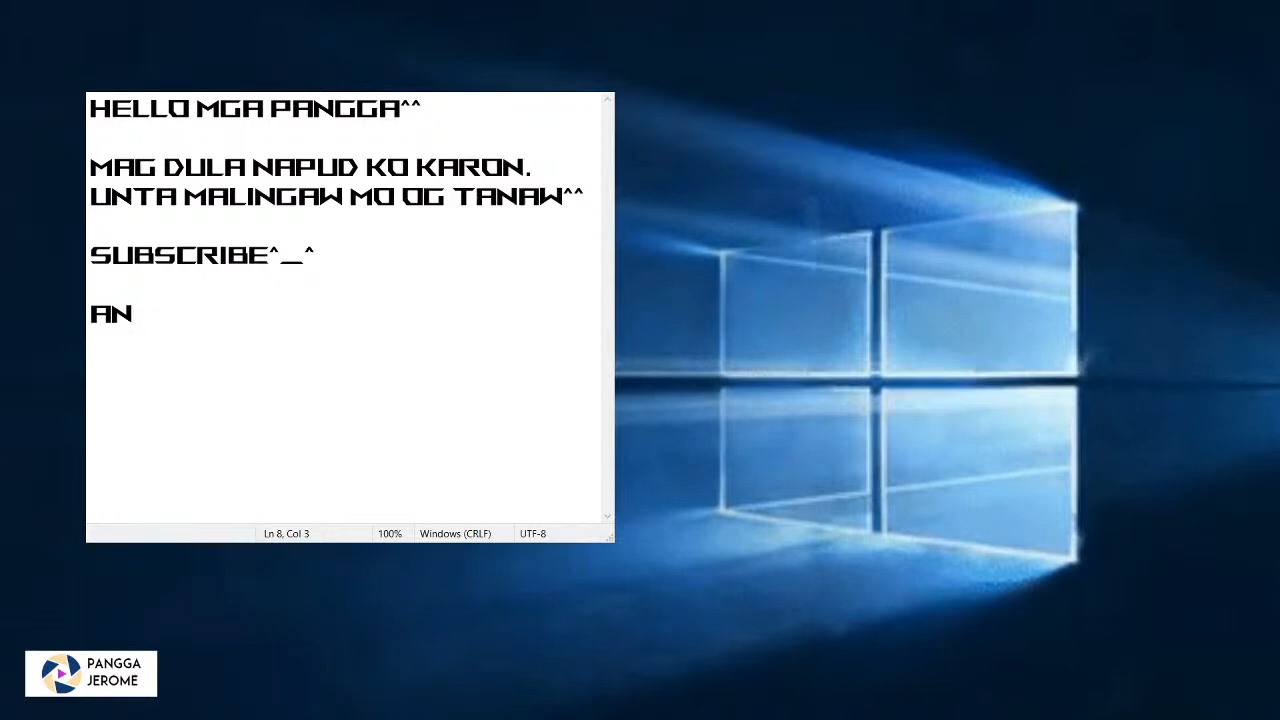 HELLO MGA PANGGA^^
MAG DULA NAPUD KO KARON.
UNTA MALINGAW MO OG TANAW^^
SUBSCRIBE^_^
AN
Ln 8, Col 3 100% Windows (CRLF) UTF-8
PANGGA
JEROME